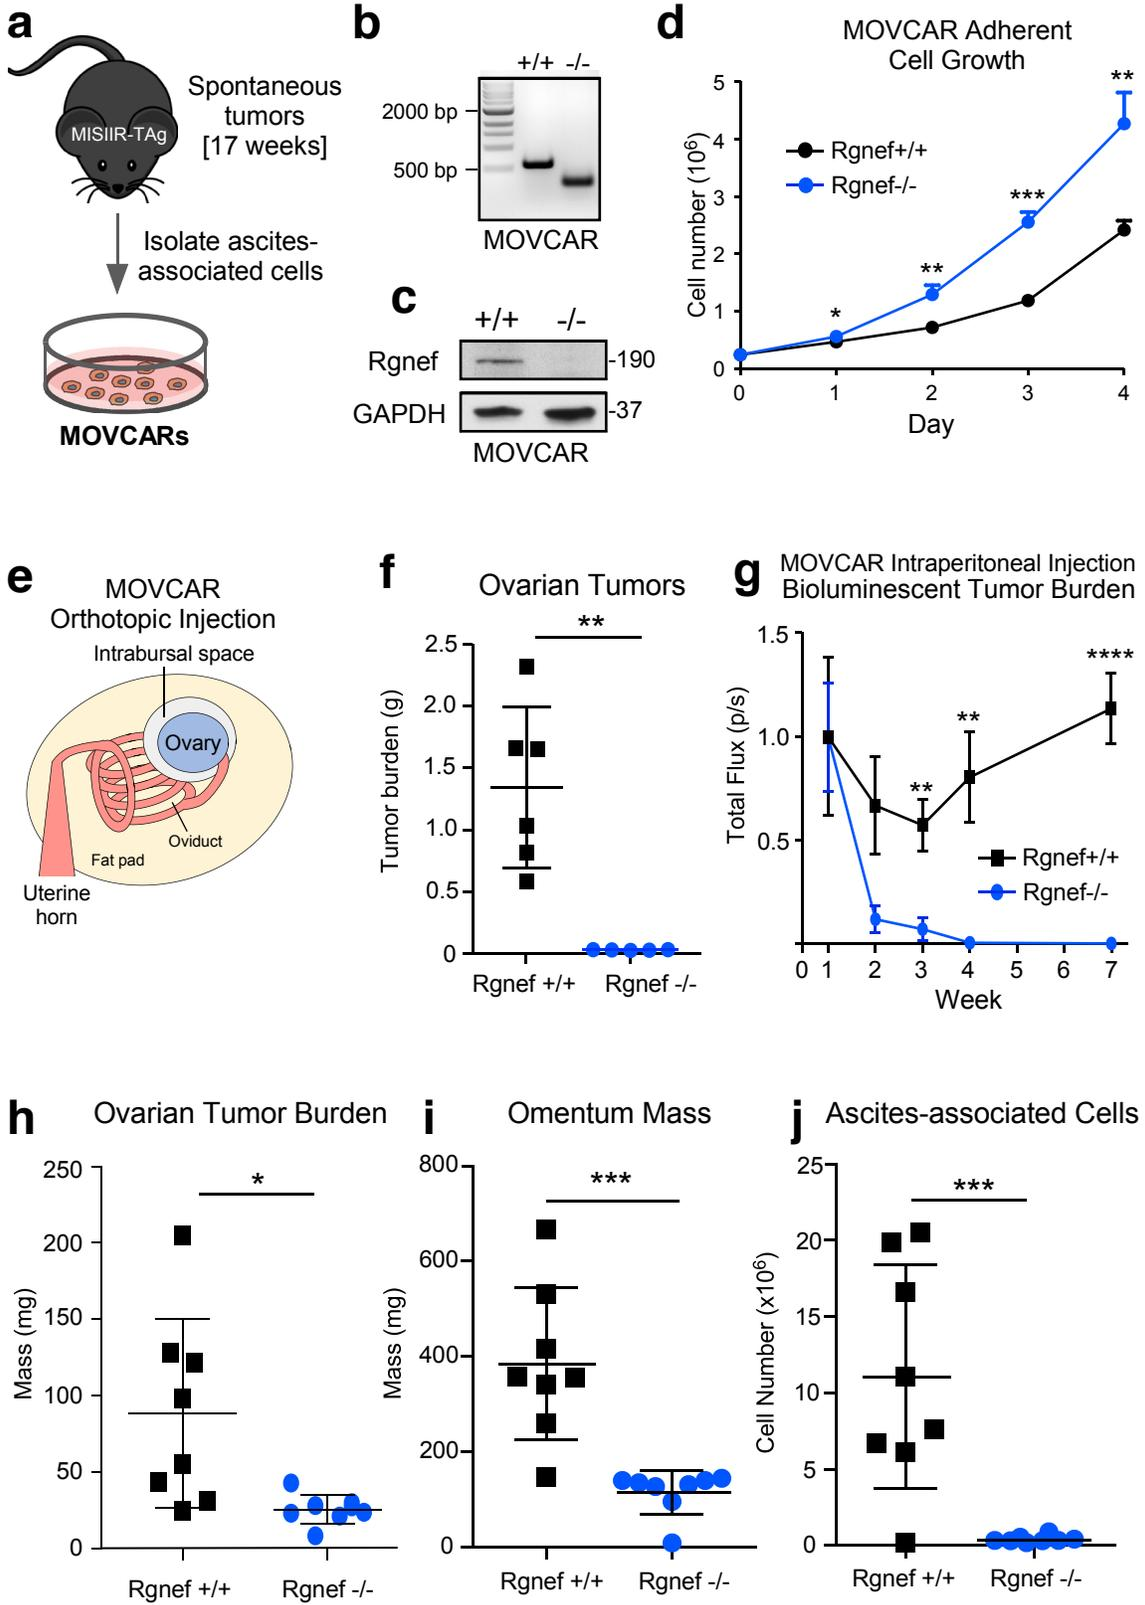 a
MISIIR-TAg
Spontaneous
tumors
[17 weeks]
Isolate ascites-
associated cells
MOVCARs
b
+/+ -/-
2000 bp
500 bp
MOVCAR
c
+/+ -/-
Rgnef
-190
GAPDH
-37
MOVCAR
d
MOVCAR Adherent
Cell Growth
Cell number (10⁶)
5
4
3
2
1
0
Rgnef+/+
Rgnef-/-
*
**
***
**
0 1 2 3 4
Day
e
MOVCAR
Orthotopic Injection
Intrabursal space
Ovary
Oviduct
Fat pad
Uterine
horn
f
Ovarian Tumors
**
Tumor burden (g)
2.5
2.0
1.5
1.0
0.5
0
Rgnef +/+ Rgnef -/-
g
MOVCAR Intraperitoneal Injection
Bioluminescent Tumor Burden
Total Flux (p/s)
1.5
1.0
0.5
**
**
****
Rgnef+/+
Rgnef-/-
0 1 2 3 4 5 6 7
Week
h
Ovarian Tumor Burden
*
Mass (mg)
250
200
150
100
50
0
Rgnef +/+ Rgnef -/-
i
Omentum Mass
***
Mass (mg)
800
600
400
200
0
Rgnef +/+ Rgnef -/-
j
Ascites-associated Cells
***
Cell Number (x10⁶)
25
20
15
10
5
0
Rgnef +/+ Rgnef -/-